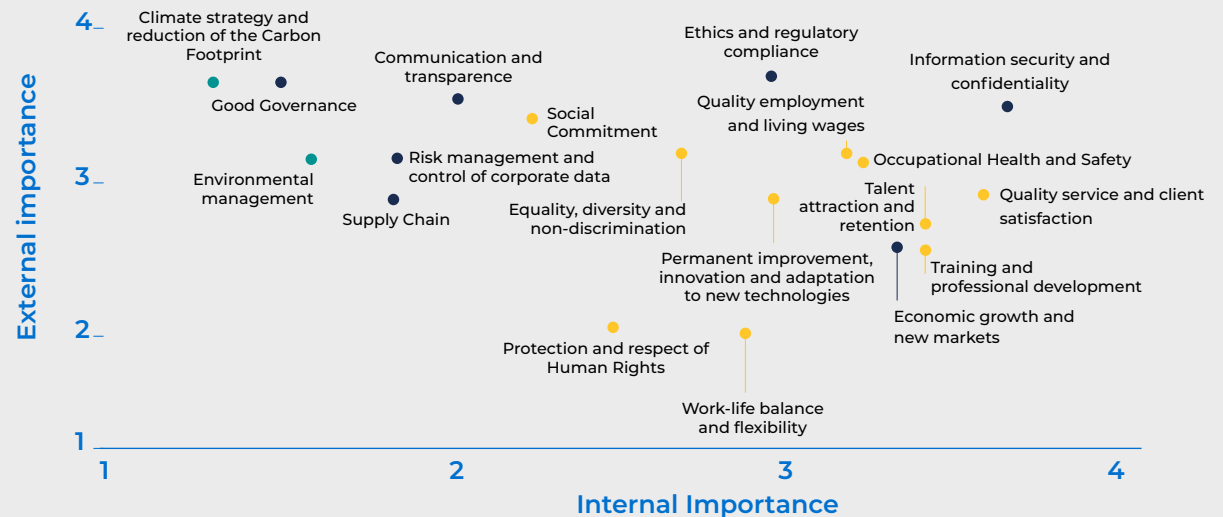 4
Climate strategy and
reduction of the Carbon
Footprint
Good Governance
Communication and
transparence
Social
Commitment
Ethics and regulatory
compliance
Information security and
confidentiality
Quality employment
and living wages
Occupational Health and Safety
3
Environmental
management
Risk management and
control of corporate data
Supply Chain
Equality, diversity and
non-discrimination
Talent
attraction and
retention
Quality service and client
satisfaction
Permanent improvement,
innovation and adaptation
to new technologies
Training and
professional development
Economic growth and
new markets
2
Protection and respect of
Human Rights
Work-life balance
and flexibility
1
External importance
1
2
3
4
Internal Importance